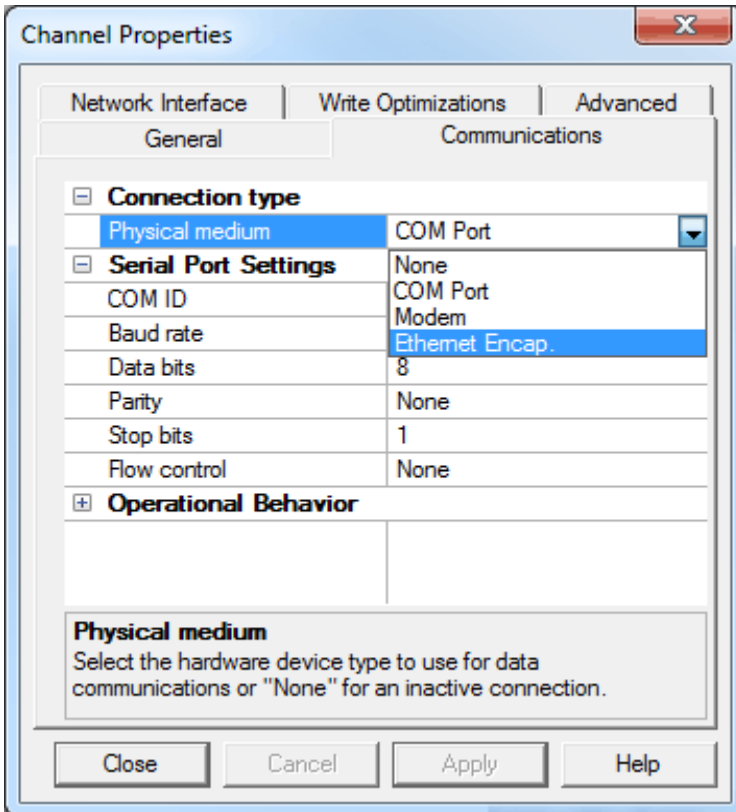 Channel Properties
Network Interface Write Optimizations Advanced
General Communications
Connection type
Physical medium COM Port
Serial Port Settings None
COM ID COM Port
Modem
Baud rate Ethernet Encap.
Data bits 8
Parity None
Stop bits 1
Flow control None
Operational Behavior
Physical medium
Select the hardware device type to use for data
communications or "None" for an inactive connection.
Close Cancel Apply Help